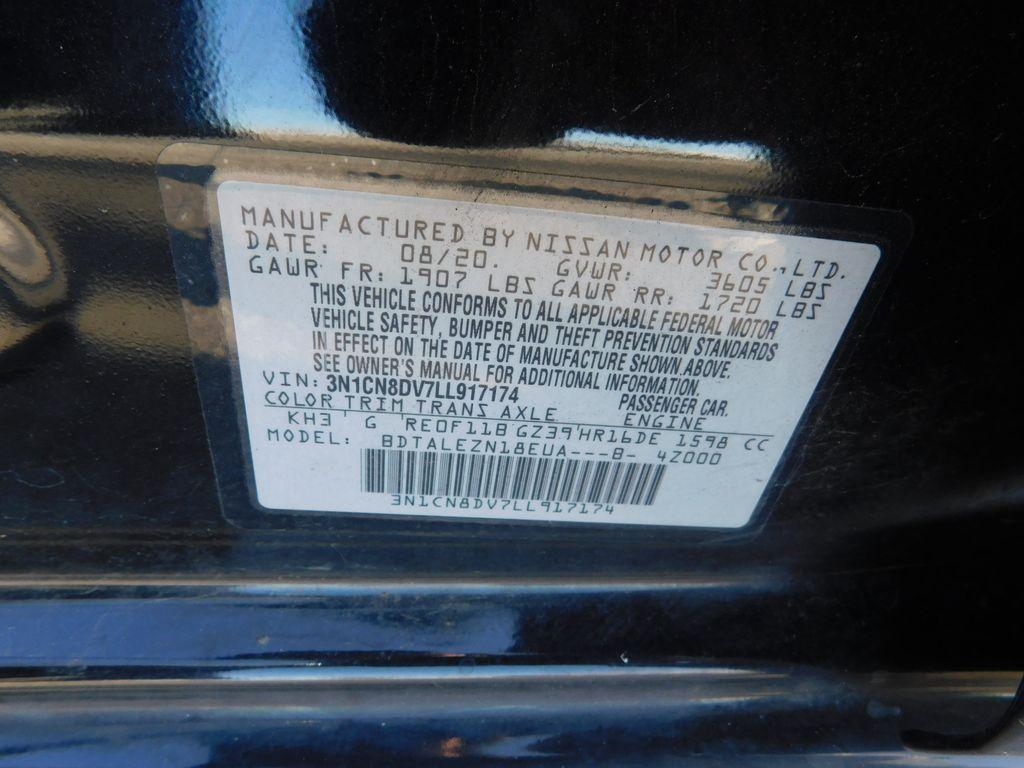 MANUFACTURED BY NISSAN MOTOR CO., LTD.
DATE: 08/20. GVWR: 3605 LBS
GAWR FR: 1907 LBS GAWR RR: 1720 LBS
THIS VEHICLE CONFORMS TO ALL APPLICABLE FEDERAL MOTOR
VEHICLE SAFETY, BUMPER AND THEFT PREVENTION STANDARDS
IN EFFECT ON THE DATE OF MANUFACTURE SHOWN ABOVE.
SEE OWNER'S MANUAL FOR ADDITIONAL INFORMATION.
VIN: 3N1CN8DV7LL917174 PASSENGER CAR.
COLOR TRIM TRANS AXLE ENGINE
KH3 ' G 'RE0F11B'GZ39'HR16DE 1598 CC
MODEL: BDTALEZN18EUA---B- 4Z000
3N1CN8DV7LL917174